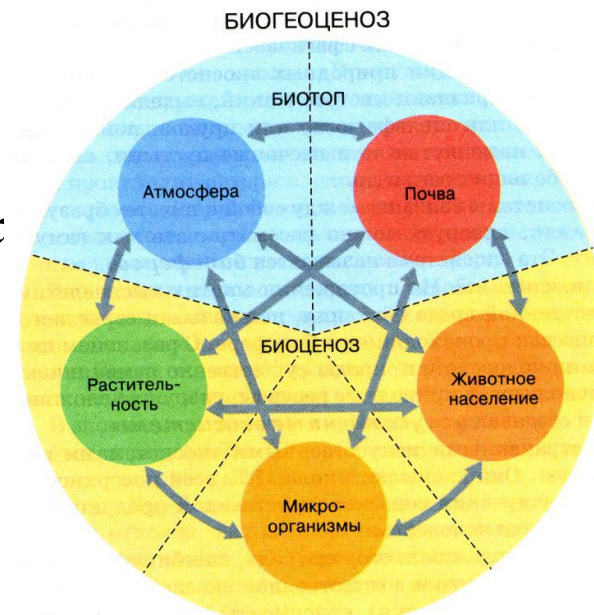 БИОГЕОЦЕНОЗ
БИОТОП
Атмосфера
Почва
БИОЦЕНОЗ
Раститель-
ность
Животное
население
Микро-
организмы